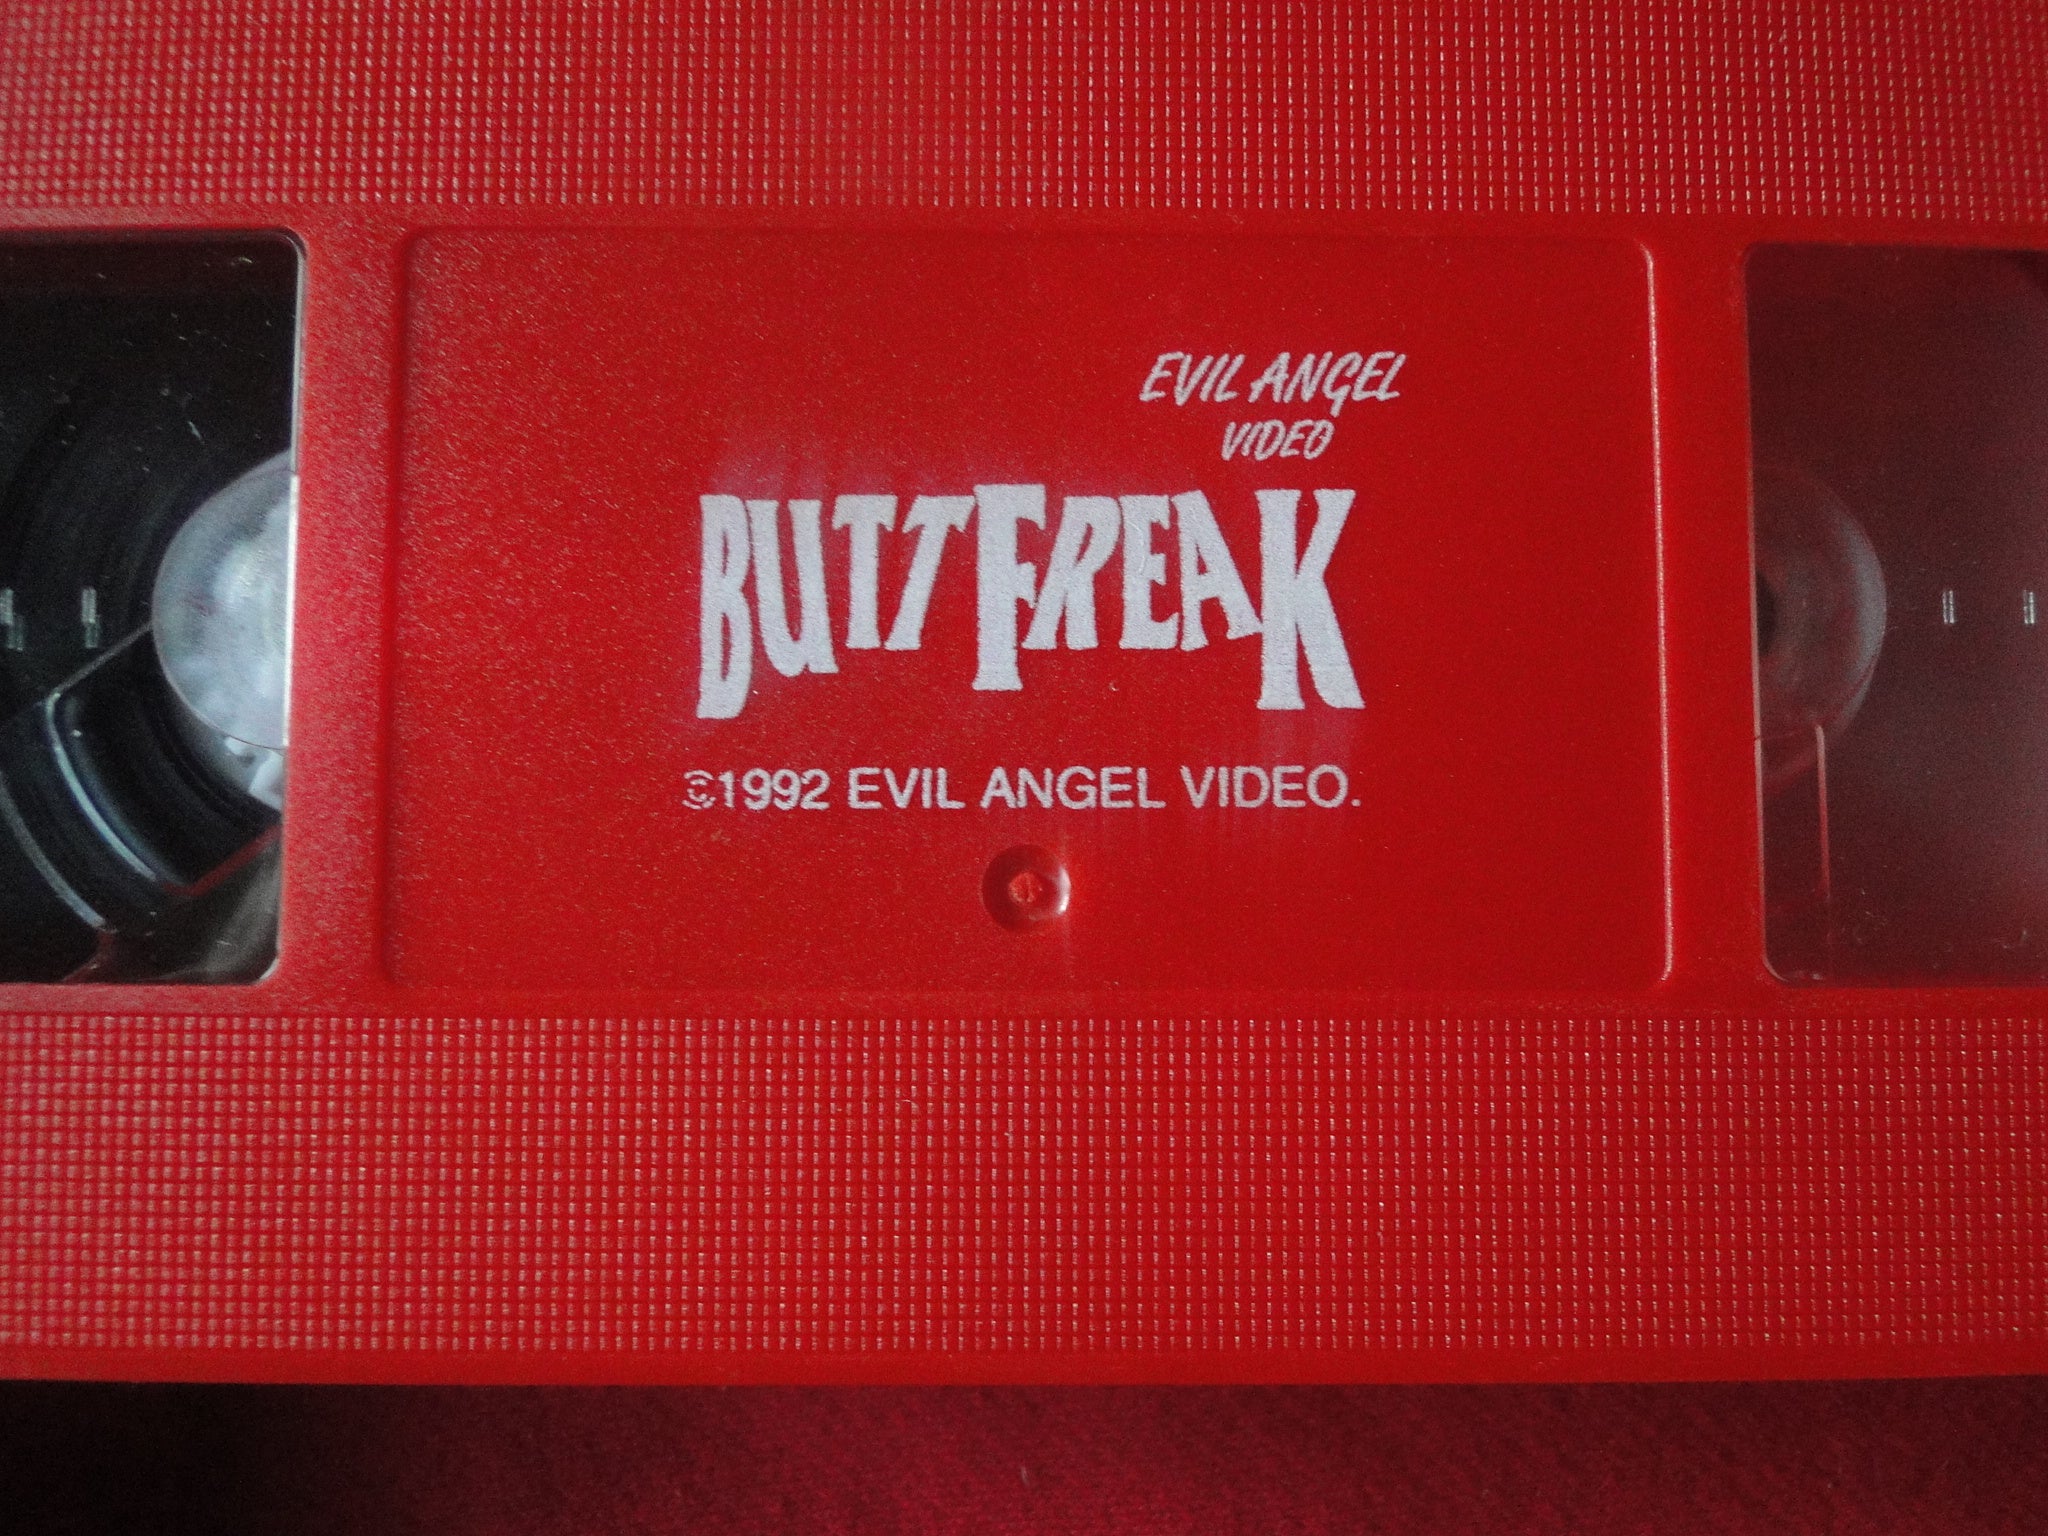 EVIL ANGEL
VIDEO
BUTTFREAK
©1992 EVIL ANGEL VIDEO.